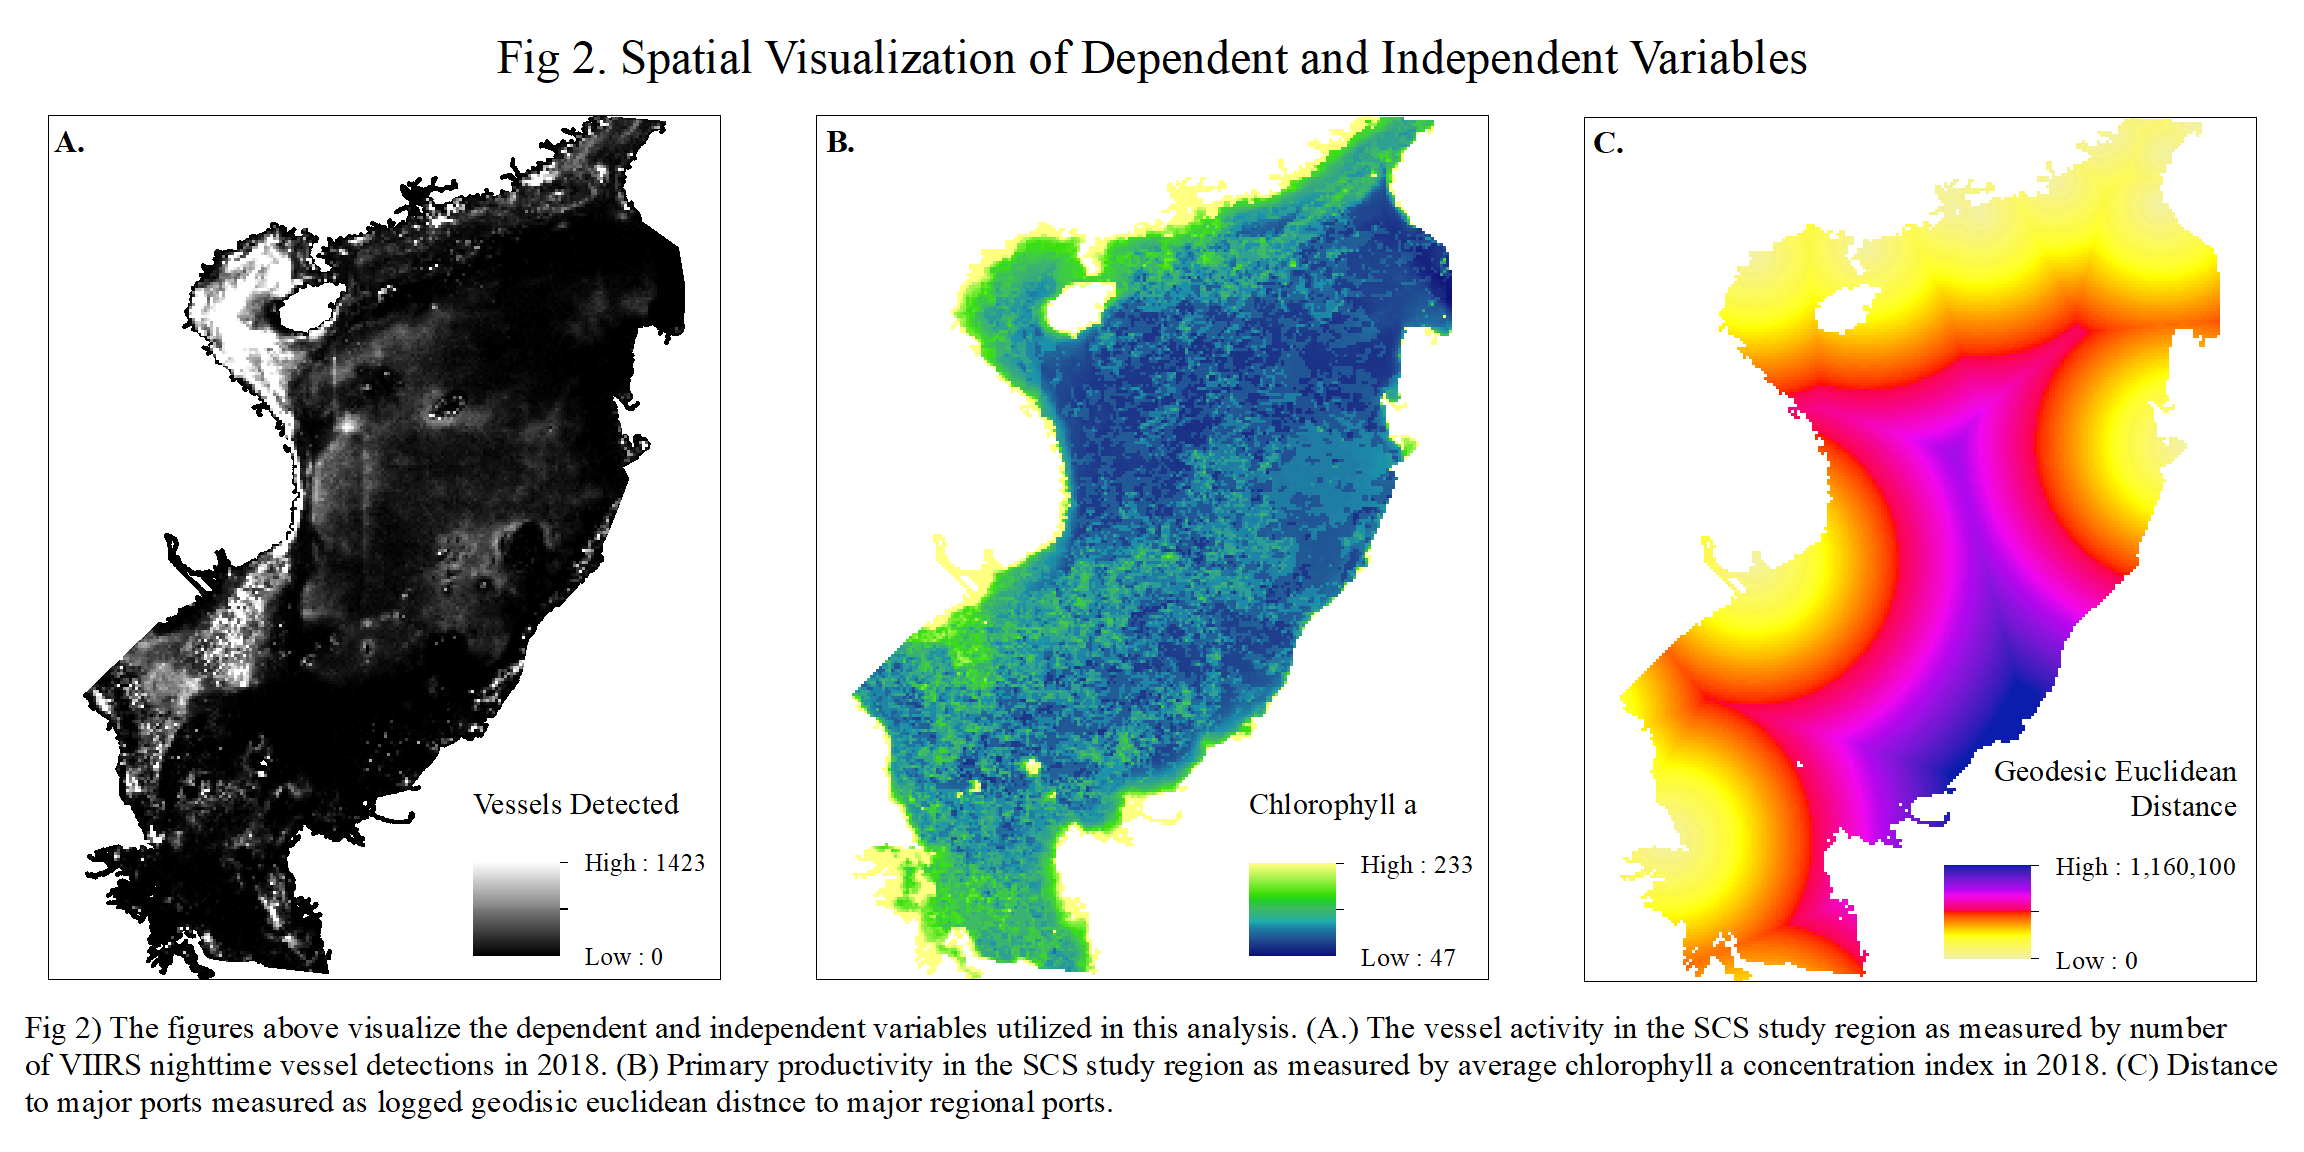 Fig 2. Spatial Visualization of Dependent and Independent Variables
A.
Vessels Detected
High : 1423
Low : 0
B.
Chlorophyll a
High : 233
Low : 47
C.
Geodesic Euclidean
Distance
High : 1,160,100
Low : 0
Fig 2) The figures above visualize the dependent and independent variables utilized in this analysis. (A.) The vessel activity in the SCS study region as measured by number
of VIIRS nighttime vessel detections in 2018. (B) Primary productivity in the SCS study region as measured by average chlorophyll a concentration index in 2018. (C) Distance
to major ports measured as logged geodisic euclidean distnce to major regional ports.